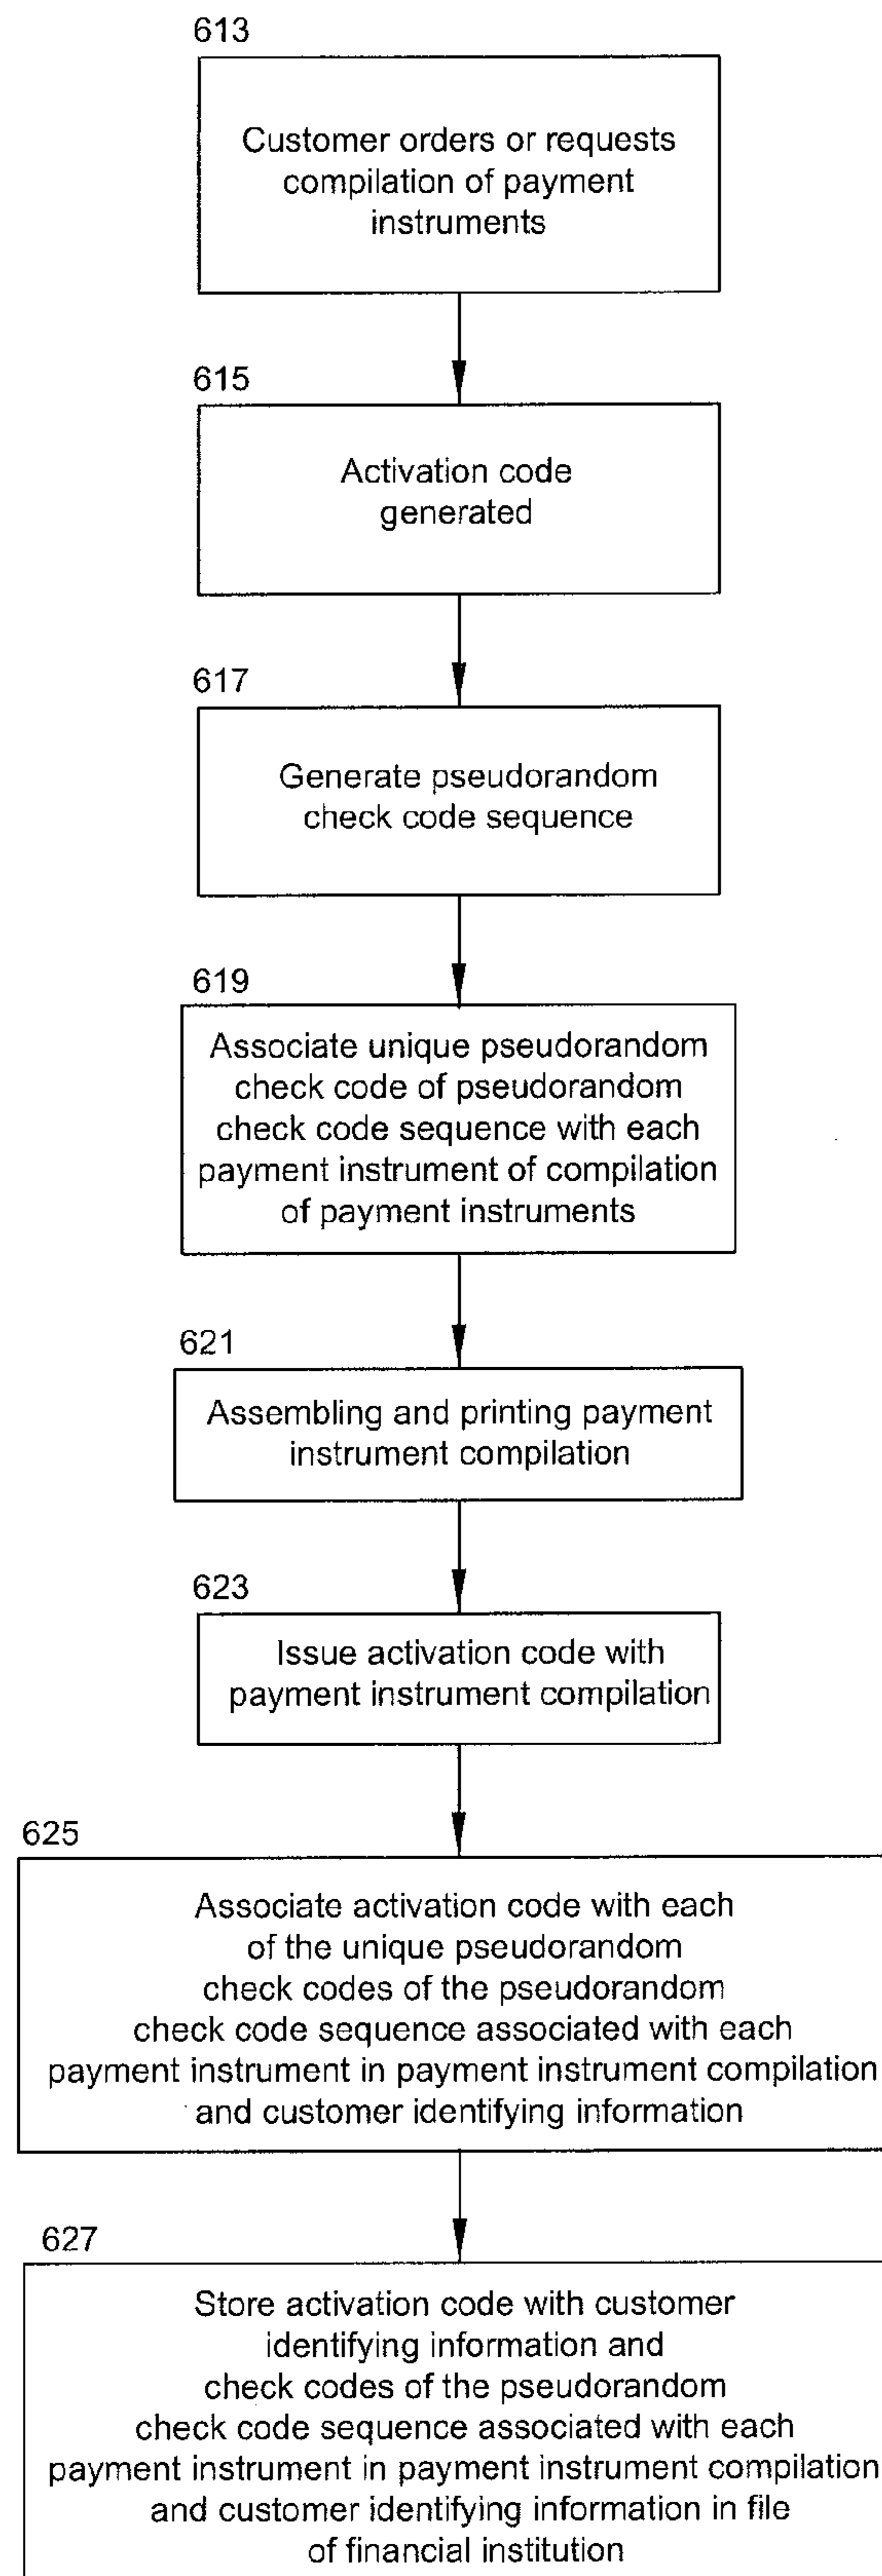 613
Customer orders or requests
compilation of payment
instruments
615
Activation code
generated
617
Generate pseudorandom
check code sequence
619
Associate unique pseudorandom
check code of pseudorandom
check code sequence with each
payment instrument of compilation
of payment instruments
621
Assembling and printing payment
instrument compilation
623
Issue activation code with
payment instrument compilation
625
Associate activation code with each
of the unique pseudorandom
check codes of the pseudorandom
check code sequence associated with each
payment instrument in payment instrument compilation
and customer identifying information
627
Store activation code with customer
identifying information and
check codes of the pseudorandom
check code sequence associated with each
payment instrument in payment instrument compilation
and customer identifying information in file
of financial institution